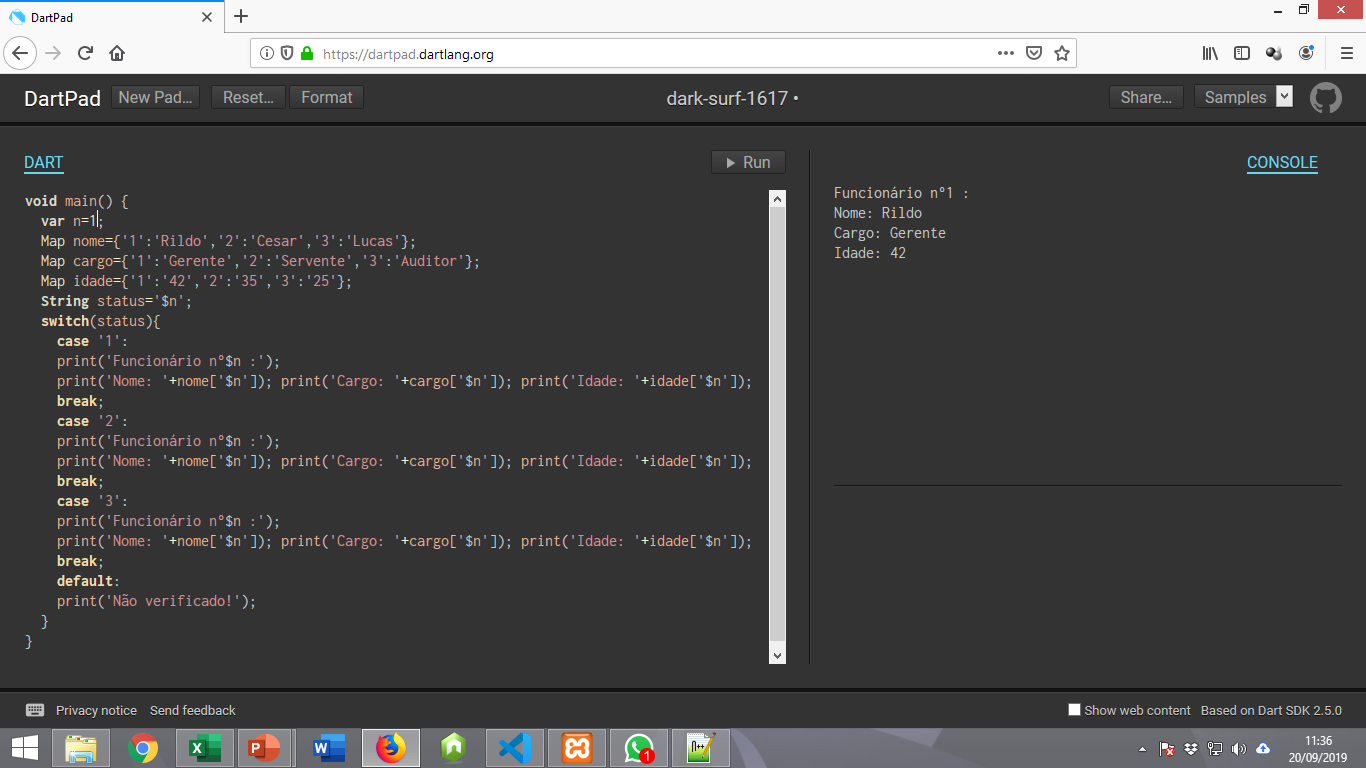 DartPad
https://dartpad.dartlang.org
DartPad
New Pad...
Reset...
Format
dark-surf-1617 •
Share...
Samples
DART
Run
void main() {
var n=1;
Map nome={'1':'Rildo','2':'Cesar','3':'Lucas'};
Map cargo={'1':'Gerente','2':'Servente','3':'Auditor'};
Map idade={'1':'42','2':'35','3':'25'};
String status='$n';
switch(status){
case '1':
print('Funcionário nº$n :');
print('Nome: '+nome['$n']); print('Cargo: '+cargo['$n']); print('Idade: '+idade['$n']);
break;
case '2':
print('Funcionário nº$n :');
print('Nome: '+nome['$n']); print('Cargo: '+cargo['$n']); print('Idade: '+idade['$n']);
break;
case '3':
print('Funcionário nº$n :');
print('Nome: '+nome['$n']); print('Cargo: '+cargo['$n']); print('Idade: '+idade['$n']);
break;
default:
print('Não verificado!');
}
}
CONSOLE
Funcionário nº1 :
Nome: Rildo
Cargo: Gerente
Idade: 42
Privacy notice
Send feedback
Show web content
Based on Dart SDK 2.5.0
1
11:36
20/09/2019